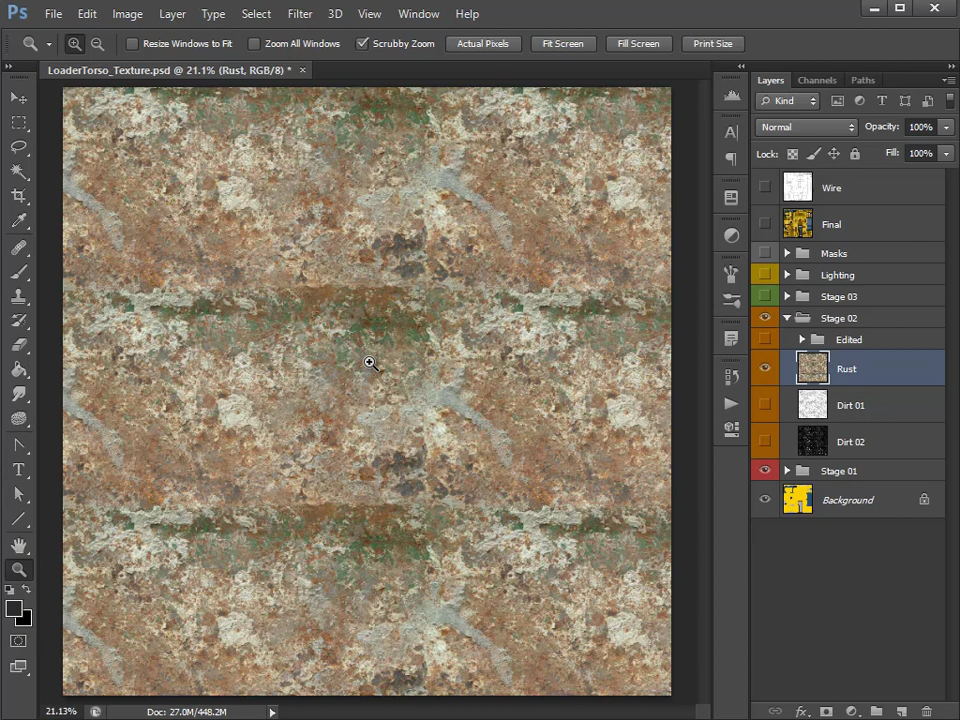 Ps File Edit Image Layer Type Select Filter 3D View Window Help
Resize Windows to Fit Zoom All Windows Scrubby Zoom Actual Pixels Fit Screen Fill Screen Print Size
LoaderTorso_Texture.psd @ 21.1% (Rust, RGB/8) *
Layers Channels Paths
Kind
Normal Opacity: 100%
Lock: Fill: 100%
Wire
Final
Masks
Lighting
Stage 03
Stage 02
Edited
Rust
Dirt 01
Dirt 02
Stage 01
Background
21.13% Doc: 27.0M/448.2M